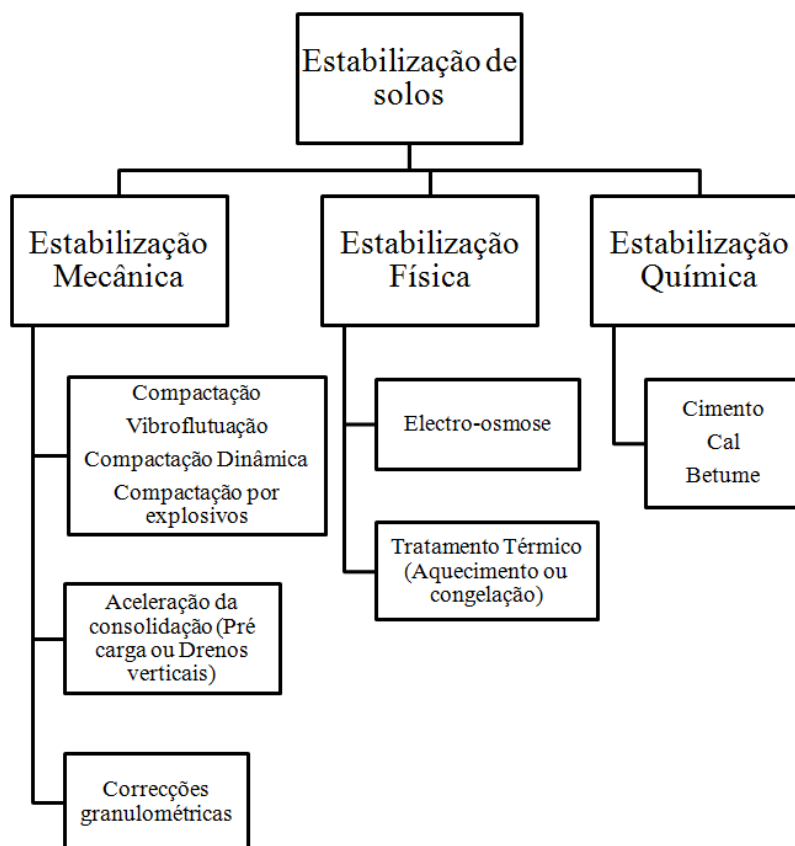 Estabilização de
solos
Estabilização
Mecânica
Compactação
Vibroflutuação
Compactação Dinâmica
Compactação por
explosivos
Aceleração da
consolidação (Pré
carga ou Drenos
verticais)
Correcções
granulométricas
Estabilização
Física
Electro-osmose
Tratamento Térmico
(Aquecimento ou
congelação)
Estabilização
Química
Cimento
Cal
Betume